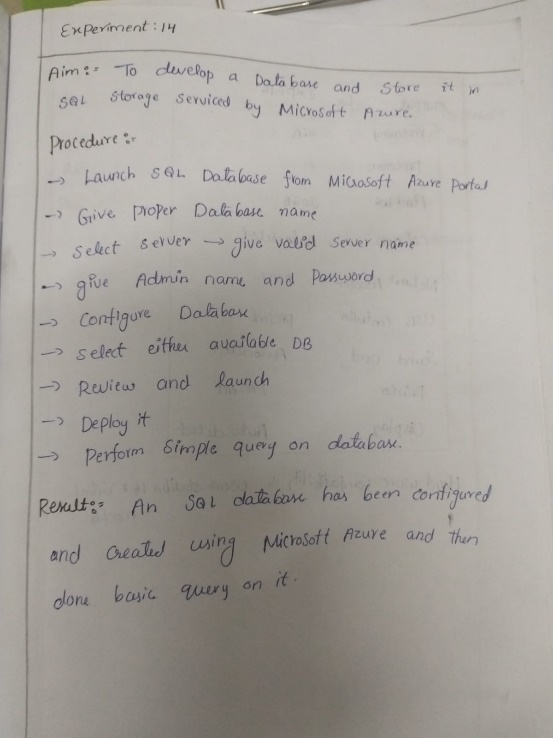 Experiment: 14
Aim:- To develop a Database and Store it in
SQL Storage serviced by Microsoft Azure.
Procedure:-
→ Launch SQL Database from Microsoft Azure Portal
→ Give proper Database name
→ Select server → give valid server name
→ give Admin name and Password
→ Configure Database
→ select either available DB
→ Review and launch
→ Deploy it
→ Perform Simple query on database.
Result:- An SQL database has been configured
and created using Microsoft Azure and then
done basic query on it.